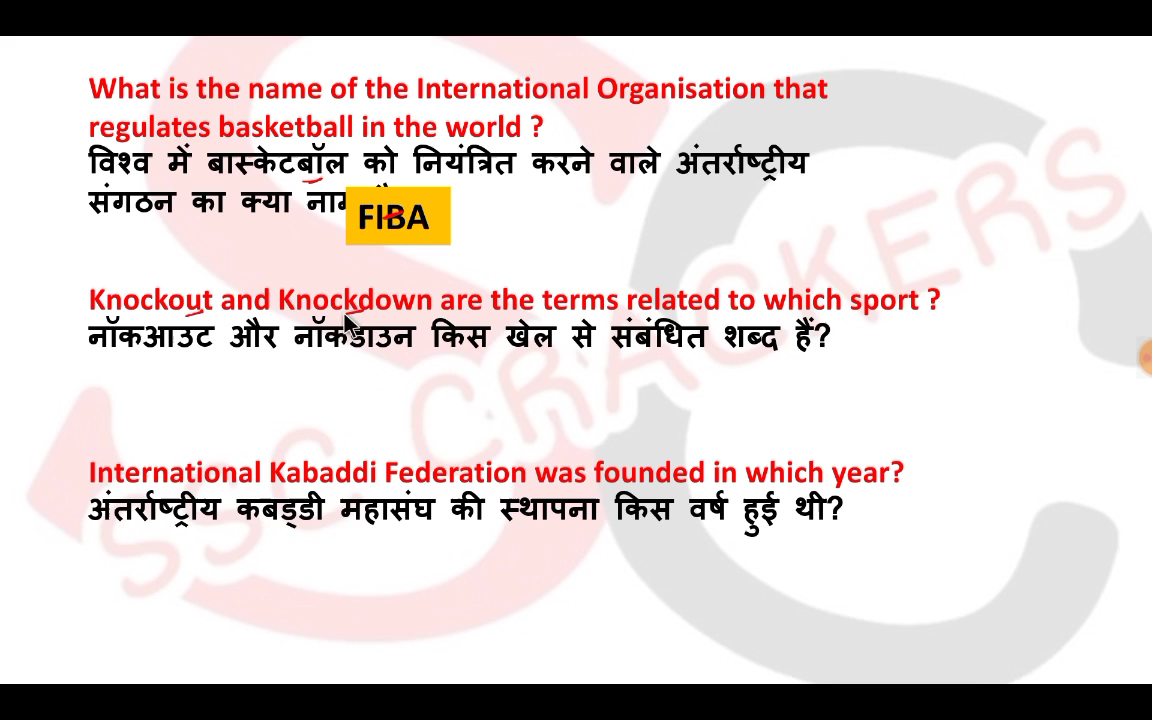 What is the name of the International Organisation that
regulates basketball in the world ?
विश्व में बास्केटबॉल को नियंत्रित करने वाले अंतर्राष्ट्रीय
संगठन का क्या नाम
FIBA
Knockout and Knockdown are the terms related to which sport ?
नॉकआउट और नॉकडाउन किस खेल से संबंधित शब्द हैं?
International Kabaddi Federation was founded in which year?
अंतर्राष्ट्रीय कबड्डी महासंघ की स्थापना किस वर्ष हुई थी?
SSC CRACKERS